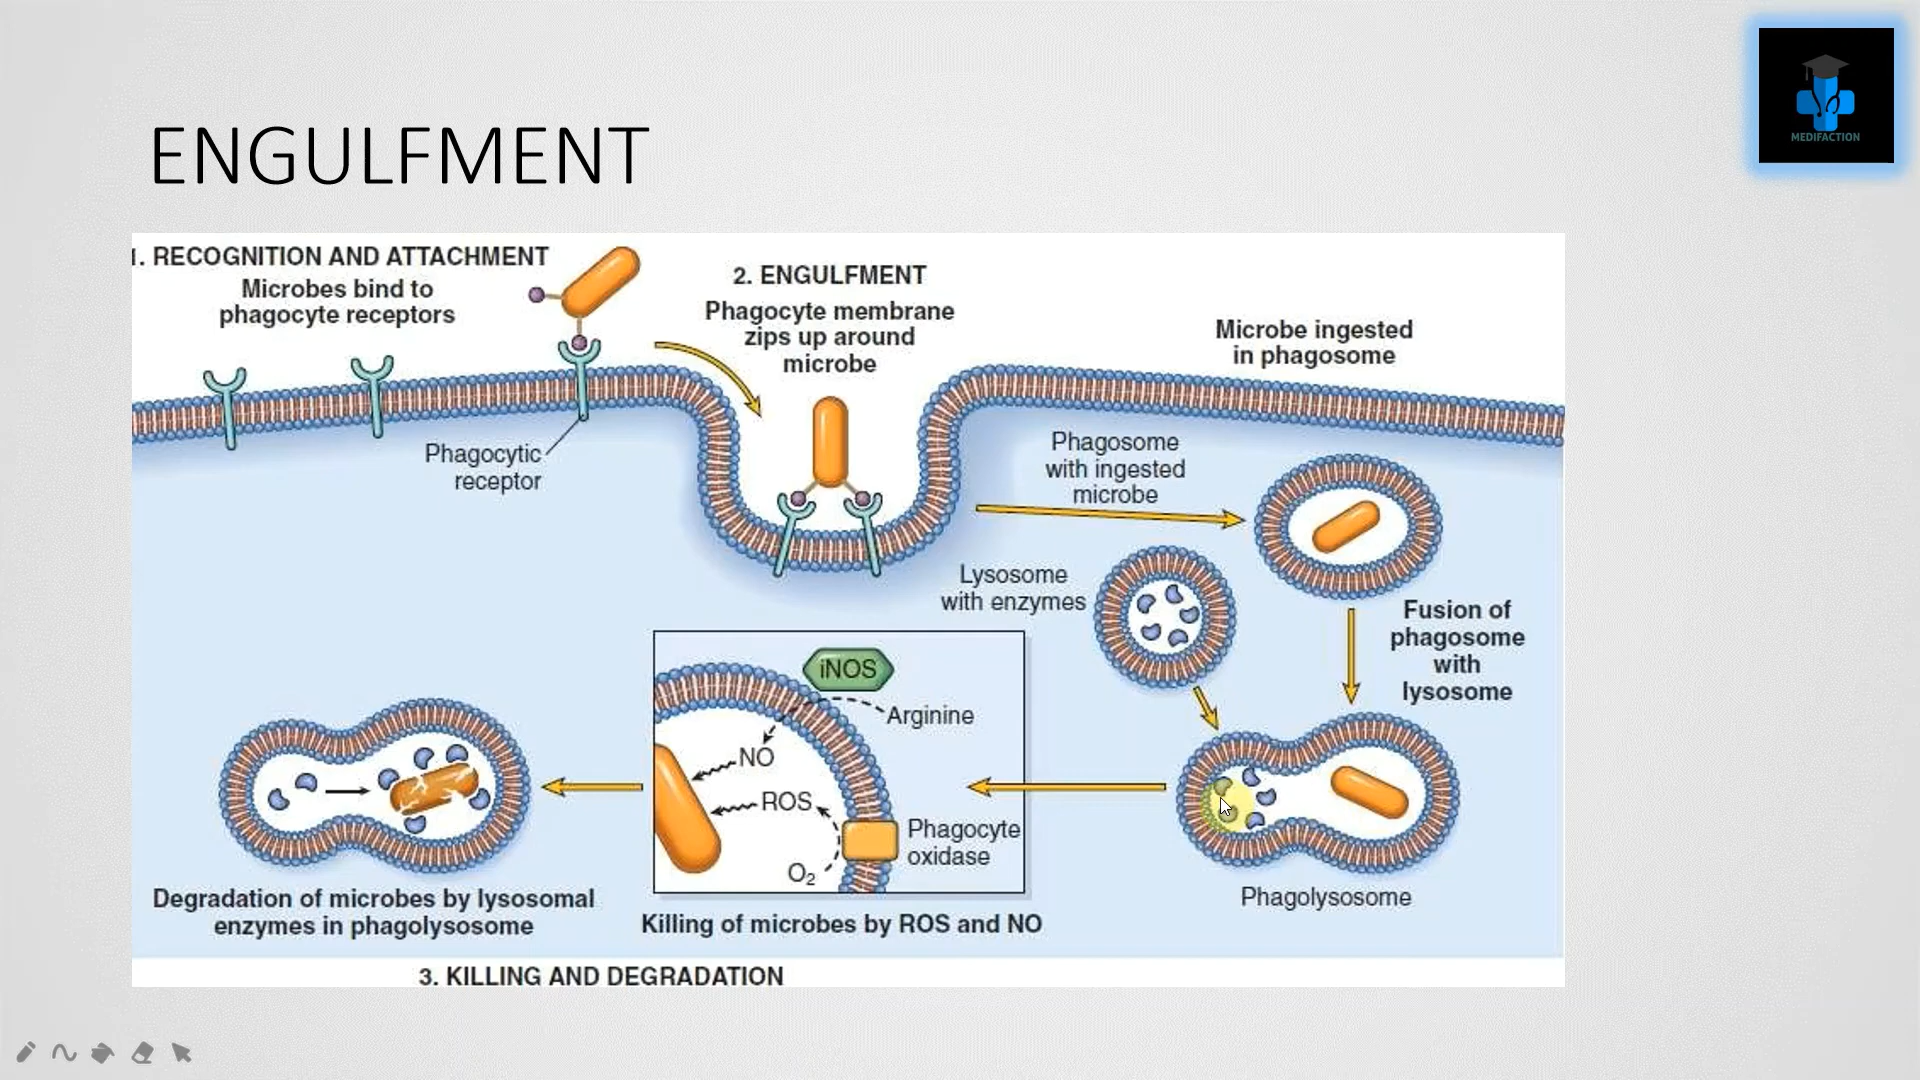 MEDIFACTION
ENGULFMENT
1. RECOGNITION AND ATTACHMENT
Microbes bind to
phagocyte receptors
2. ENGULFMENT
Phagocyte membrane
zips up around
microbe
Microbe ingested
in phagosome
Phagocytic
receptor
Phagosome
with ingested
microbe
Lysosome
with enzymes
Fusion of
phagosome
with
lysosome
iNOS
Arginine
NO
ROS
Phagocyte
oxidase
O₂
Phagolysosome
Degradation of microbes by lysosomal
enzymes in phagolysosome
Killing of microbes by ROS and NO
3. KILLING AND DEGRADATION